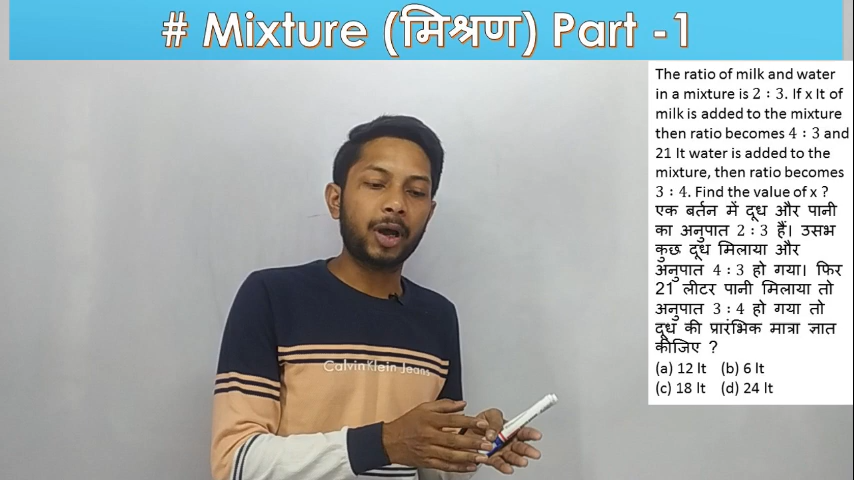 # Mixture (मिश्रण) Part -1
The ratio of milk and water
in a mixture is 2 : 3. If x lt of
milk is added to the mixture
then ratio becomes 4 : 3 and
21 lt water is added to the
mixture, then ratio becomes
3 : 4. Find the value of x ?
एक बर्तन में दूध और पानी
का अनुपात 2 : 3 हैं। उसभ
कुछ दूध मिलाया और
अनुपात 4 : 3 हो गया। फिर
21 लीटर पानी मिलाया तो
अनुपात 3 : 4 हो गया तो
दूध की प्रारंभिक मात्रा ज्ञात
कीजिए ?
(a) 12 lt (b) 6 lt
(c) 18 lt (d) 24 lt
Calvin Klein Jeans